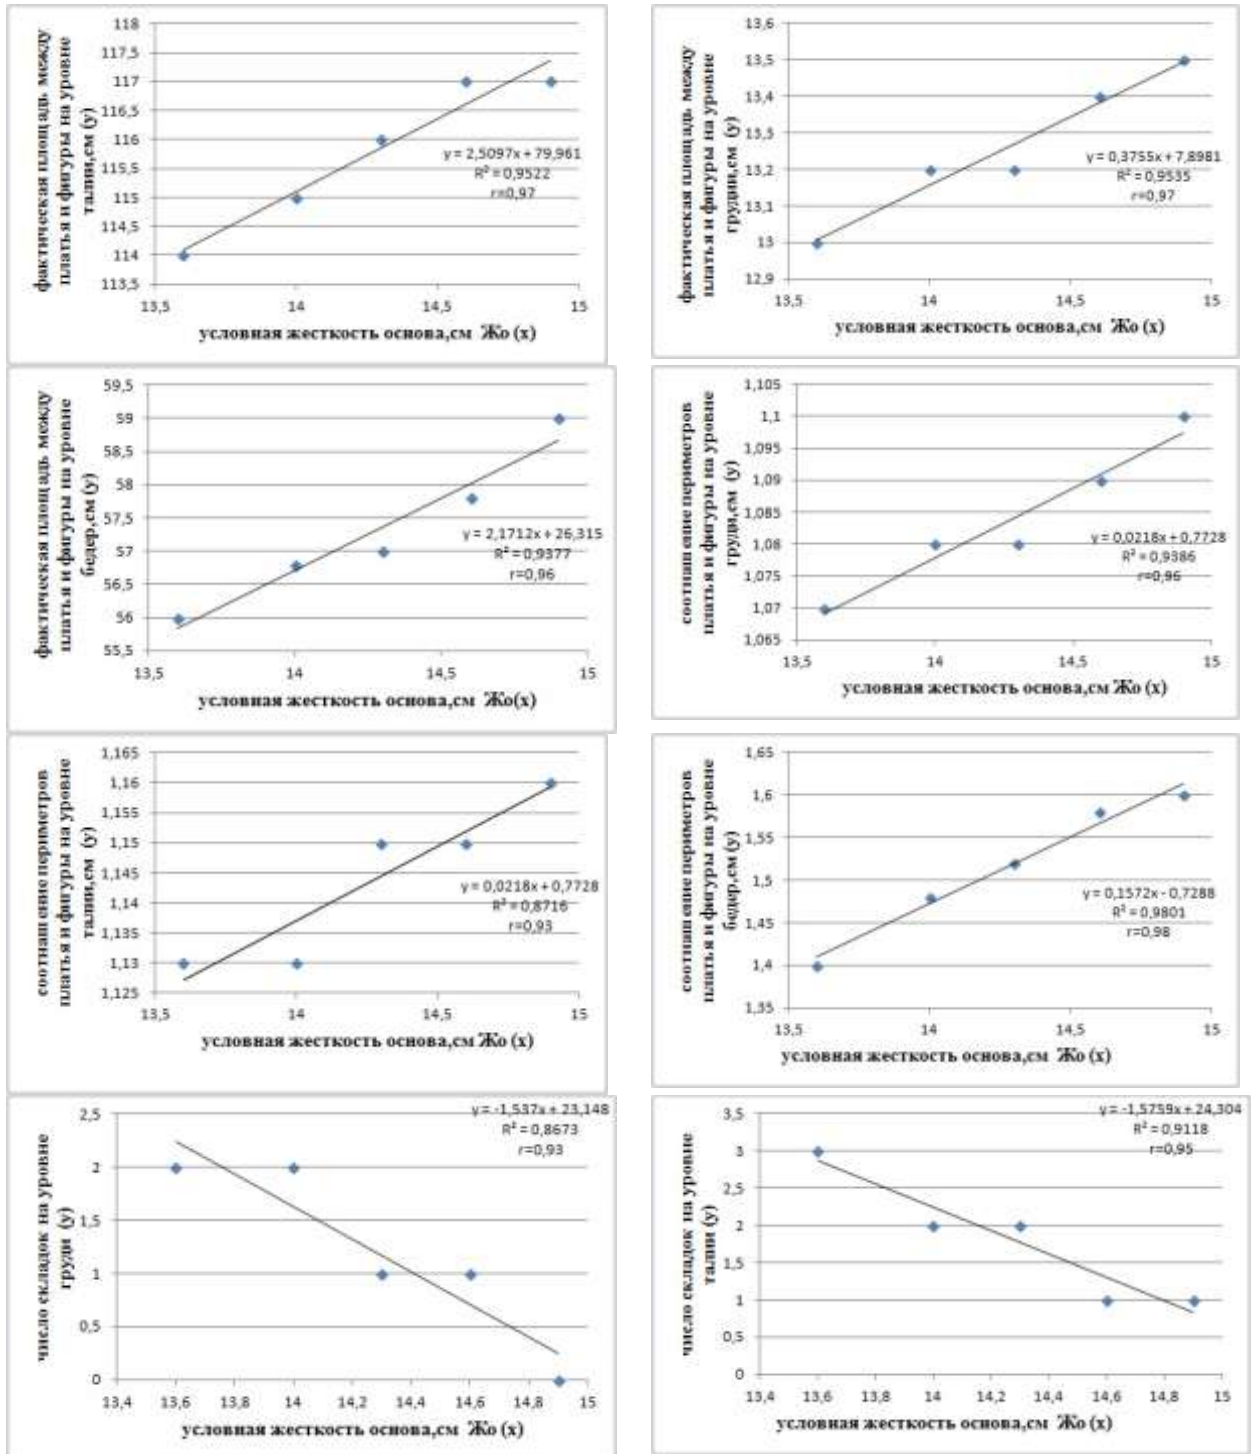 фактическая площадь между
платья и фигуры на уровне
талии,см (у)
118
117,5
117
116,5
116
115,5
115
114,5
114
113,5
y = 2,5097x + 79,961
R² = 0,9522
r=0,97
13,5 14 14,5 15
условная жесткость основа,см Жо (х)
фактическая площадь между
платья и фигуры на уровне
грудии,см (у)
13,6
13,5
13,4
13,3
13,2
13,1
13
12,9
y = 0,3755x + 7,8981
R² = 0,9535
r=0,97
13,5 14 14,5 15
условная жесткость основа,см Жо (х)
фактическая площадь между
платья и фигуры на уровне
бедер,см (у)
59,5
59
58,5
58
57,5
57
56,5
56
55,5
y = 2,1712x + 26,315
R² = 0,9377
r=0,96
13,5 14 14,5 15
условная жесткость основа,см Жо(х)
соотнашение периметров
платья и фигуры на уровне
груди,см (у)
1,105
1,1
1,095
1,09
1,085
1,08
1,075
1,07
1,065
y = 0,0218x + 0,7728
R² = 0,9386
r=0,96
13,5 14 14,5 15
условная жесткость основа,см Жо (х)
соотнашение периметров
платья и фигуры на уровне
талии,см (у)
1,165
1,16
1,155
1,15
1,145
1,14
1,135
1,13
1,125
y = 0,0218x + 0,7728
R² = 0,8716
r=0,93
13,5 14 14,5 15
условная жесткость основа,см Жо (х)
соотнашение периметров
платья и фигуры на уровне
бедер,см (у)
1,65
1,6
1,55
1,5
1,45
1,4
1,35
y = 0,1572x - 0,7288
R² = 0,9801
r=0,98
13,5 14 14,5 15
условная жесткость основа,см Жо (х)
число складок на уровне
груди (у)
2,5
2
1,5
1
0,5
0
y = -1,537x + 23,148
R² = 0,8673
r=0,93
13,4 13,6 13,8 14 14,2 14,4 14,6 14,8 15
условная жесткость основа,см Жо (х)
число складок на уровне
талии (у)
3,5
3
2,5
2
1,5
1
0,5
0
y = -1,5759x + 24,304
R² = 0,9118
r=0,95
13,4 13,6 13,8 14 14,2 14,4 14,6 14,8 15
условная жесткость основа,см Жо (х)